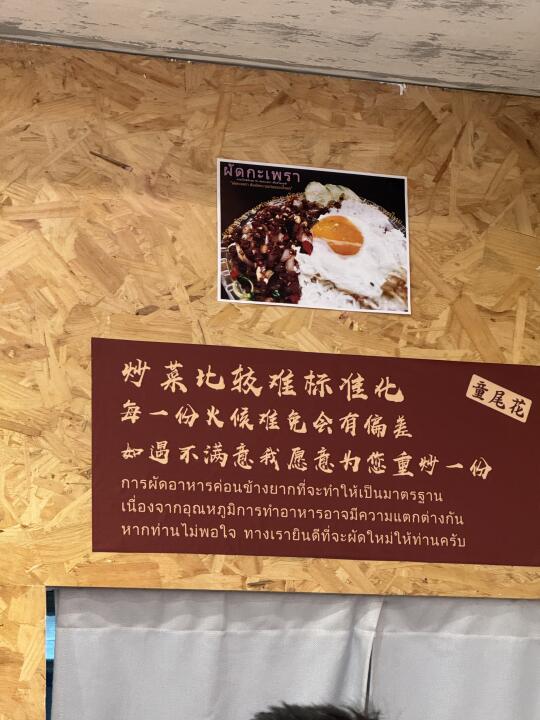 ผัดกะเพรา
炒菜比较难标准化
童尾花
每一份火候难免会有偏差
如遇不满意我愿意为您重炒一份
การผัดอาหารค่อนข้างยากที่จะทำให้เป็นมาตรฐาน
เนื่องจากอุณหภูมิการทำอาหารอาจมีความแตกต่างกัน
หากท่านไม่พอใจ ทางเรายินดีที่จะผัดใหม่ให้ท่านครับ